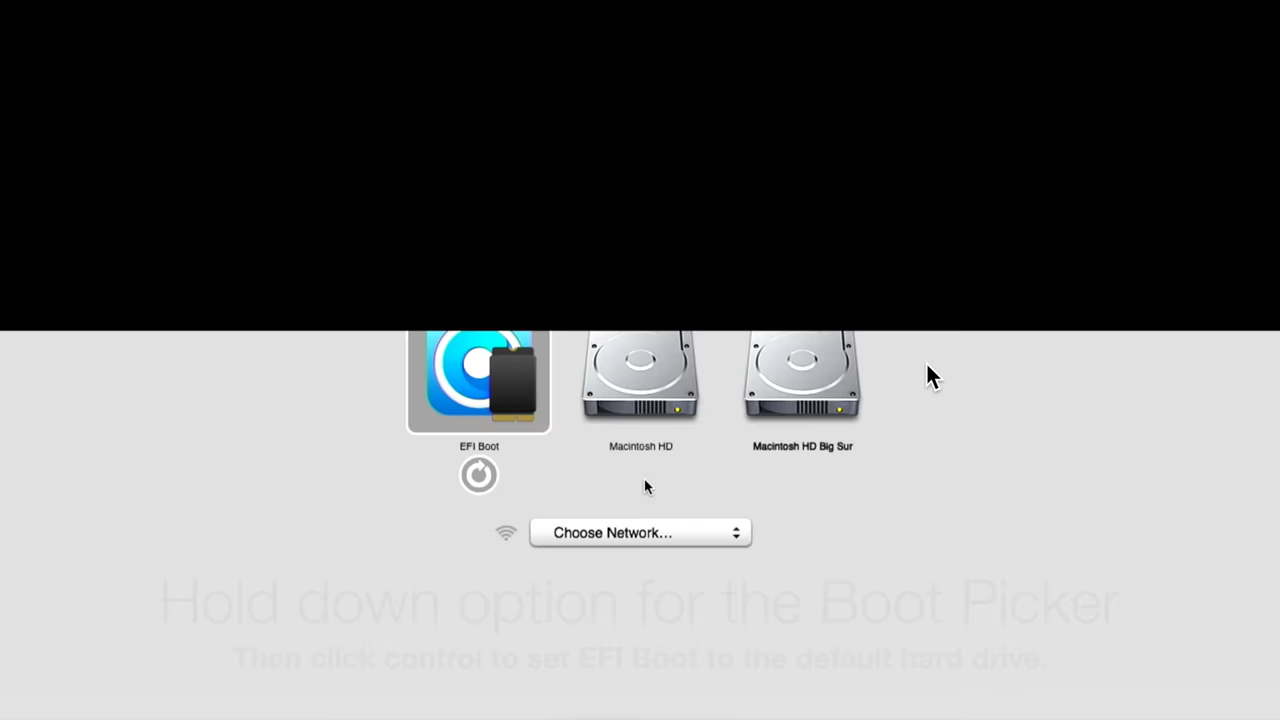 EFI Boot
Macintosh HD
Macintosh HD Big Sur
Choose Network...
Hold down option for the Boot Picker
Then click control to set EFI Boot to the default hard drive.